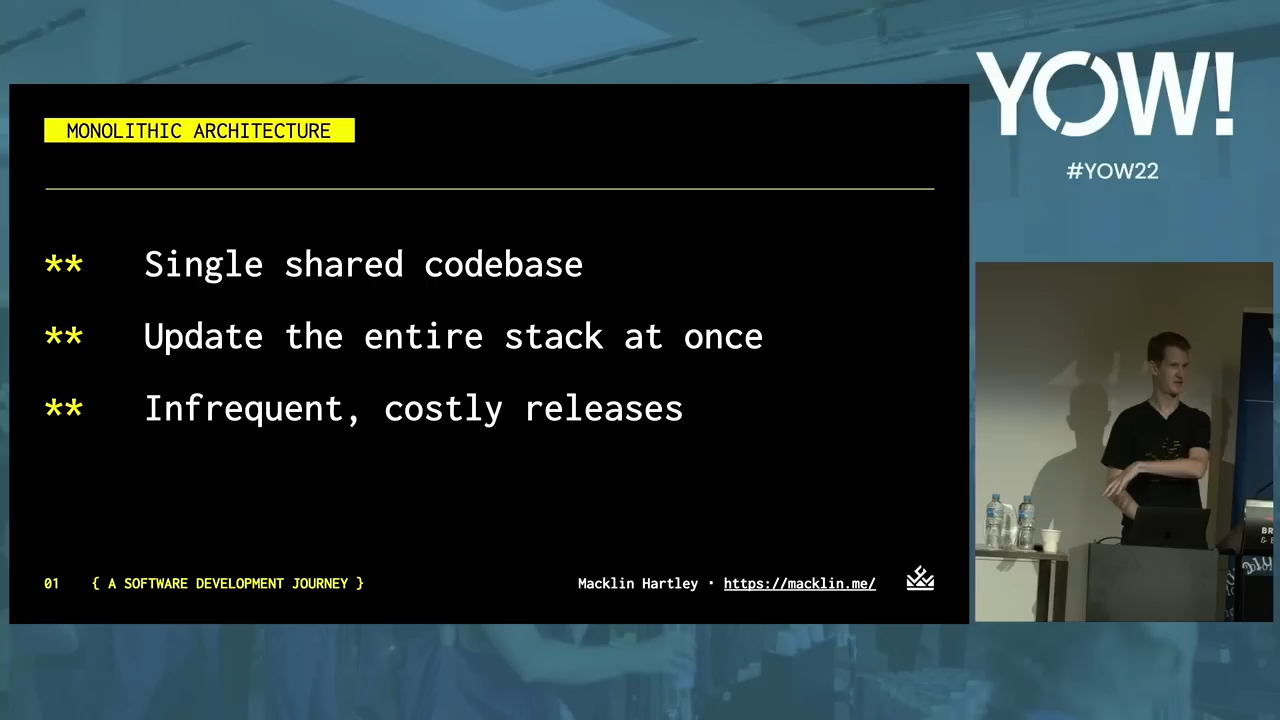 YOW!
#YOW22
MONOLITHIC ARCHITECTURE
** Single shared codebase
** Update the entire stack at once
** Infrequent, costly releases
01 { A SOFTWARE DEVELOPMENT JOURNEY }
Macklin Hartley • https://macklin.me/